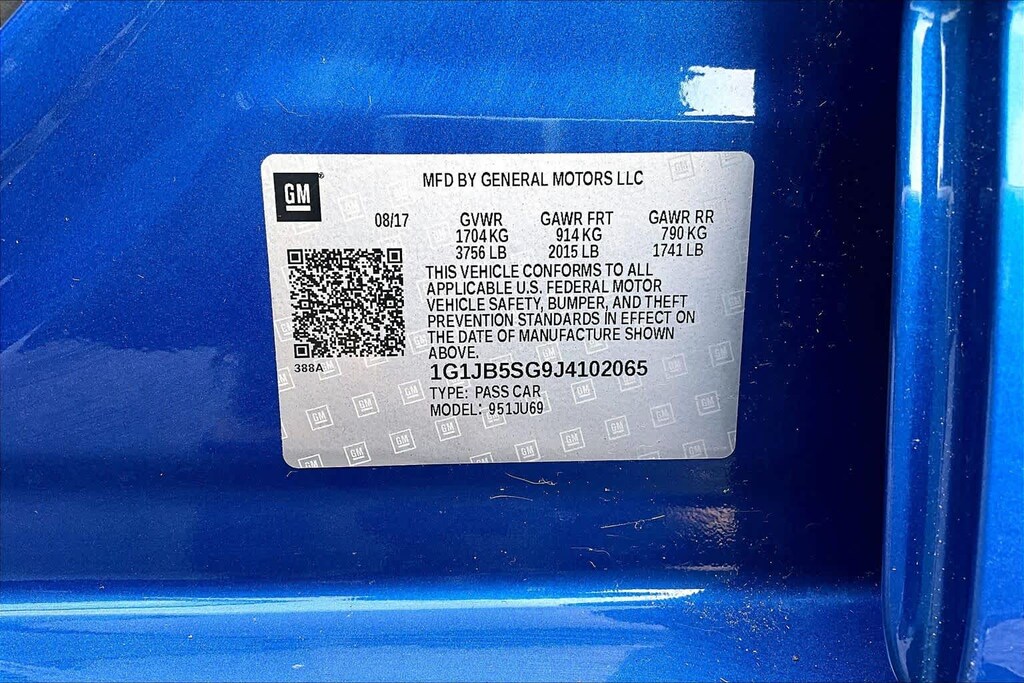 GM
MFD BY GENERAL MOTORS LLC
08/17 GVWR GAWR FRT GAWR RR
1704 KG 914 KG 790 KG
3756 LB 2015 LB 1741 LB
THIS VEHICLE CONFORMS TO ALL
APPLICABLE U.S. FEDERAL MOTOR
VEHICLE SAFETY, BUMPER, AND THEFT
PREVENTION STANDARDS IN EFFECT ON
THE DATE OF MANUFACTURE SHOWN
ABOVE.
388A
1G1JB5SG9J4102065
TYPE: PASS CAR
MODEL: 951JU69